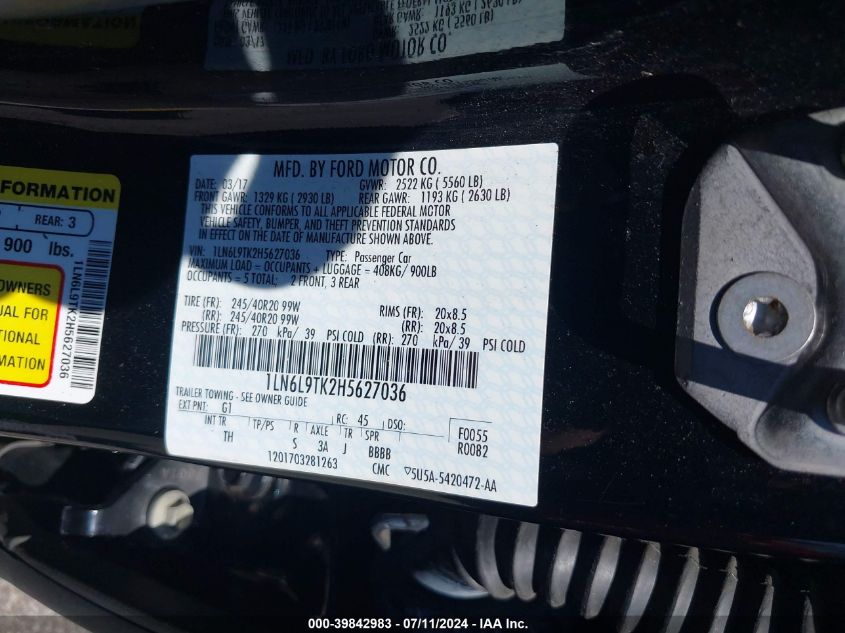 MFD. BY FORD MOTOR CO.
DATE: 03/17 GVWR: 2522 KG ( 5560 LB)
FRONT GAWR: 1329 KG ( 2930 LB) REAR GAWR: 1193 KG ( 2630 LB)
THIS VEHICLE CONFORMS TO ALL APPLICABLE FEDERAL MOTOR
VEHICLE SAFETY, BUMPER, AND THEFT PREVENTION STANDARDS
IN EFFECT ON THE DATE OF MANUFACTURE SHOWN ABOVE.
VIN: 1LN6L9TK2H5627036 TYPE: Passenger Car
MAXIMUM LOAD = OCCUPANTS + LUGGAGE = 408KG/ 900LB
OCCUPANTS = 5 TOTAL; 2 FRONT, 3 REAR
TIRE (FR): 245/40R20 99W RIMS (FR): 20x8.5
(RR): 245/40R20 99W (RR): 20x8.5
PRESSURE (FR): 270 kPa/ 39 PSI COLD (RR): 270 kPa/ 39 PSI COLD
1LN6L9TK2H5627036
TRAILER TOWING - SEE OWNER GUIDE
EXT PNT: G1 RC: 45 DSO: F0055
INT TR TP/PS R AXLE TR SPR R0082
TH S 3A J BBBB
1201703281263 CMC 5U5A-5420472-AA
FORMATION
REAR: 3
900 lbs.
OWNERS
UAL FOR
TIONAL
MATION
1LN6L9TK2H5627036
000-39842983 - 07/11/2024 - IAA Inc.